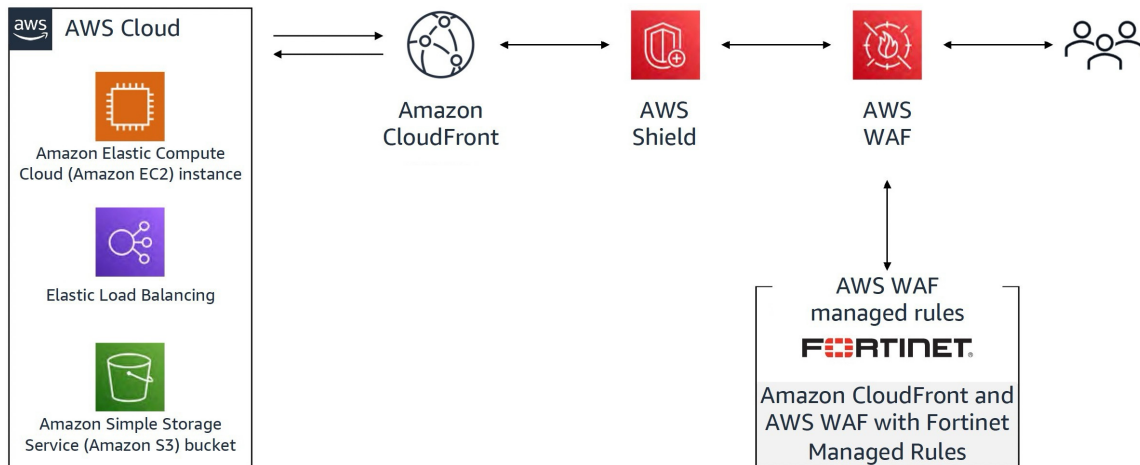 aws
AWS Cloud
Amazon Elastic Compute
Cloud (Amazon EC2) instance
Elastic Load Balancing
Amazon Simple Storage
Service (Amazon S3) bucket
Amazon
CloudFront
AWS
Shield
AWS
WAF
AWS WAF
managed rules
FORTINET®
Amazon CloudFront and
AWS WAF with Fortinet
Managed Rules